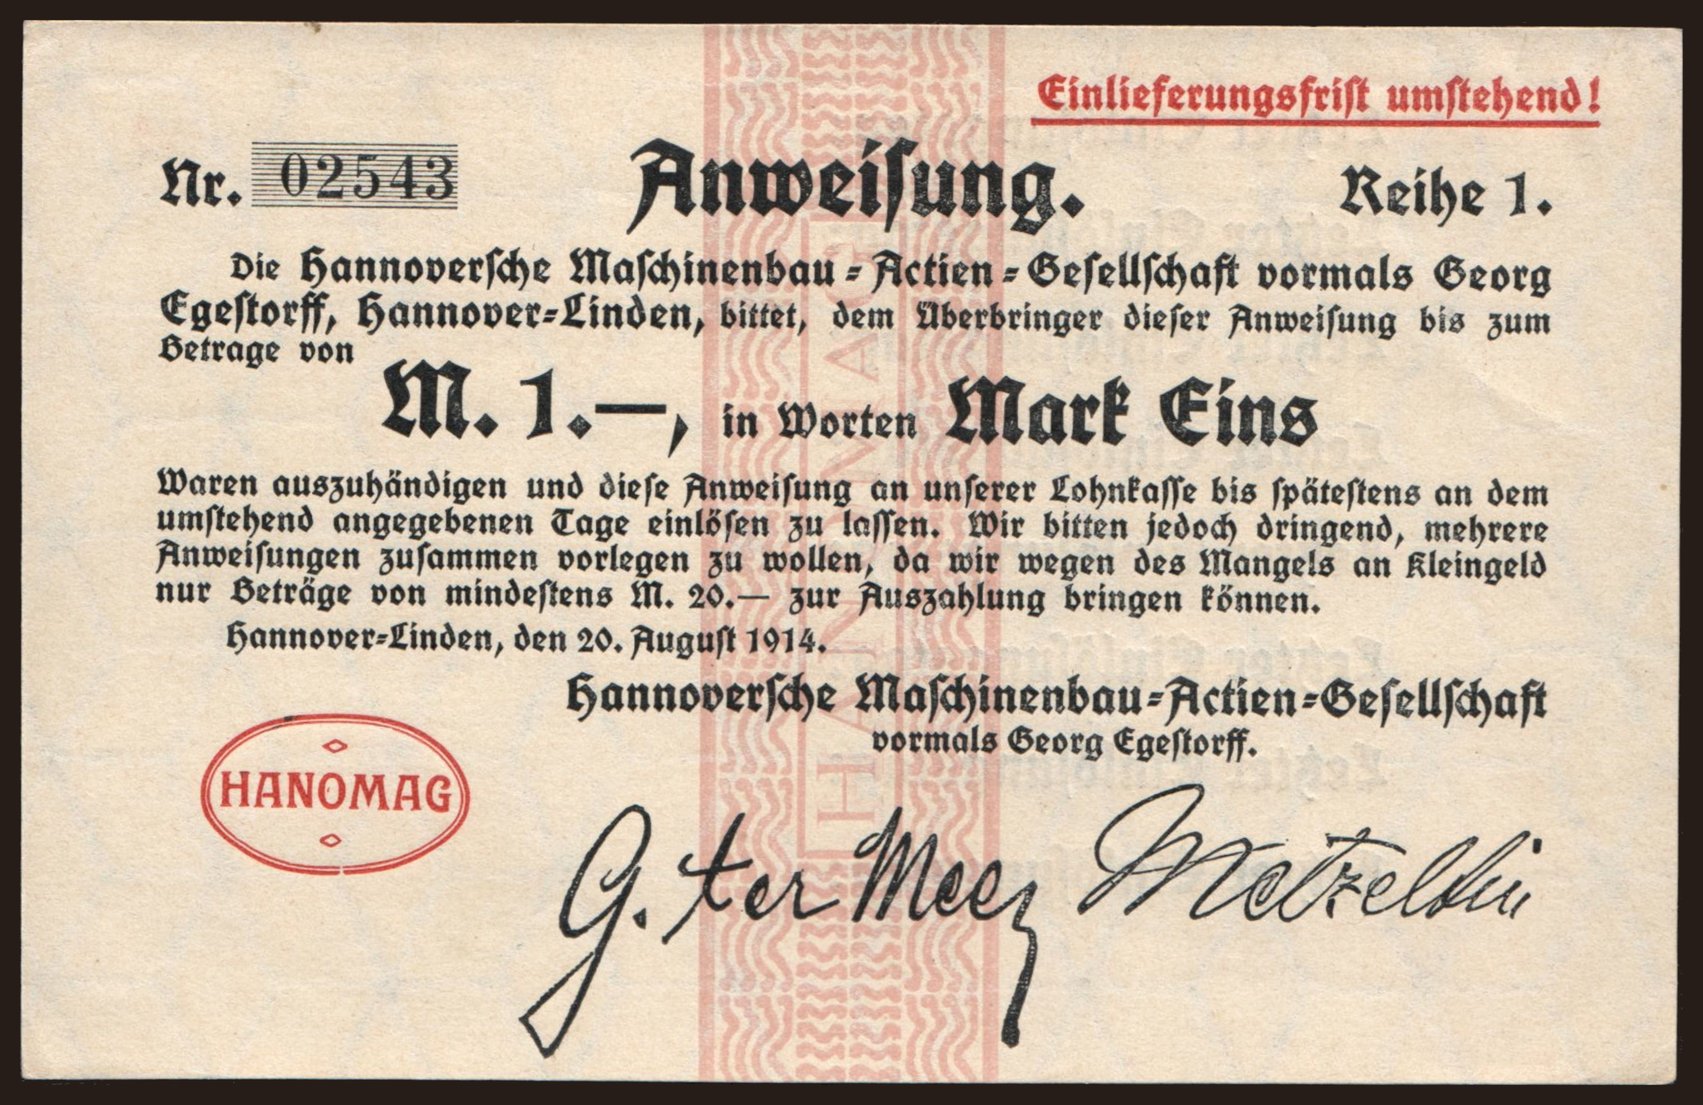 Einlieferungsfrist umstehend!
Nr. 02543 Anweisung. Reihe 1.
Die Hannoversche Maschinenbau-Actien-Gesellschaft vormals Georg
Egestorff, Hannover-Linden, bittet, dem Überbringer dieser Anweisung bis zum
Betrage von
M. 1.—, in Worten Mark Eins
Waren auszuhändigen und diese Anweisung an unserer Lohnkasse bis spätestens an dem
umstehend angegebenen Tage einlösen zu lassen. Wir bitten jedoch dringend, mehrere
Anweisungen zusammen vorlegen zu wollen, da wir wegen des Mangels an Kleingeld
nur Beträge von mindestens M. 20.— zur Auszahlung bringen können.
Hannover-Linden, den 20. August 1914.
Hannoversche Maschinenbau-Actien-Gesellschaft
vormals Georg Egestorff.
HANOMAG
G. ter Meer Metzeltin